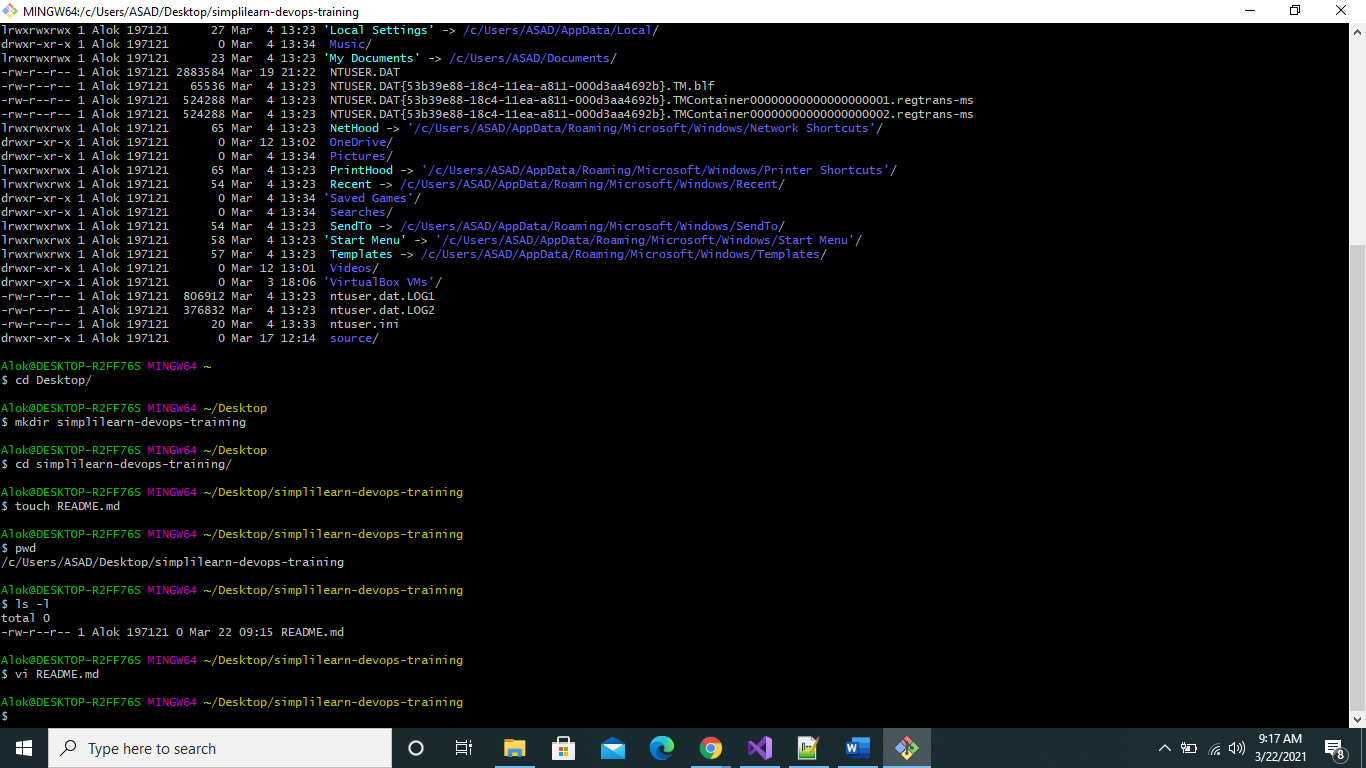 MINGW64:/c/Users/ASAD/Desktop/simplilearn-devops-training
lrwxrwxrwx 1 Alok 197121      27 Mar  4 13:23 'Local Settings' -> /c/Users/ASAD/AppData/Local/
drwxr-xr-x 1 Alok 197121       0 Mar  4 13:34  Music/
lrwxrwxrwx 1 Alok 197121      23 Mar  4 13:23 'My Documents' -> /c/Users/ASAD/Documents/
-rw-r--r-- 1 Alok 197121 2883584 Mar 19 21:22  NTUSER.DAT
-rw-r--r-- 1 Alok 197121   65536 Mar  4 13:23  NTUSER.DAT{53b39e88-18c4-11ea-a811-000d3aa4692b}.TM.blf
-rw-r--r-- 1 Alok 197121  524288 Mar  4 13:23  NTUSER.DAT{53b39e88-18c4-11ea-a811-000d3aa4692b}.TMContainer00000000000000000001.regtrans-ms
-rw-r--r-- 1 Alok 197121  524288 Mar  4 13:23  NTUSER.DAT{53b39e88-18c4-11ea-a811-000d3aa4692b}.TMContainer00000000000000000002.regtrans-ms
lrwxrwxrwx 1 Alok 197121      65 Mar  4 13:23  NetHood -> '/c/Users/ASAD/AppData/Roaming/Microsoft/Windows/Network Shortcuts'/
drwxr-xr-x 1 Alok 197121       0 Mar 12 13:02  OneDrive/
drwxr-xr-x 1 Alok 197121       0 Mar  4 13:34  Pictures/
lrwxrwxrwx 1 Alok 197121      65 Mar  4 13:23  PrintHood -> '/c/Users/ASAD/AppData/Roaming/Microsoft/Windows/Printer Shortcuts'/
lrwxrwxrwx 1 Alok 197121      54 Mar  4 13:23  Recent -> /c/Users/ASAD/AppData/Roaming/Microsoft/Windows/Recent/
drwxr-xr-x 1 Alok 197121       0 Mar  4 13:34 'Saved Games'/
drwxr-xr-x 1 Alok 197121       0 Mar  4 13:34  Searches/
lrwxrwxrwx 1 Alok 197121      54 Mar  4 13:23  SendTo -> /c/Users/ASAD/AppData/Roaming/Microsoft/Windows/SendTo/
lrwxrwxrwx 1 Alok 197121      58 Mar  4 13:23 'Start Menu' -> '/c/Users/ASAD/AppData/Roaming/Microsoft/Windows/Start Menu'/
lrwxrwxrwx 1 Alok 197121      57 Mar  4 13:23  Templates -> /c/Users/ASAD/AppData/Roaming/Microsoft/Windows/Templates/
drwxr-xr-x 1 Alok 197121       0 Mar 12 13:01  Videos/
drwxr-xr-x 1 Alok 197121       0 Mar  3 18:06 'VirtualBox VMs'/
-rw-r--r-- 1 Alok 197121  806912 Mar  4 13:23  ntuser.dat.LOG1
-rw-r--r-- 1 Alok 197121  376832 Mar  4 13:23  ntuser.dat.LOG2
-rw-r--r-- 1 Alok 197121      20 Mar  4 13:33  ntuser.ini
drwxr-xr-x 1 Alok 197121       0 Mar 17 12:14  source/
Alok@DESKTOP-R2FF76S MINGW64 ~
$ cd Desktop/
Alok@DESKTOP-R2FF76S MINGW64 ~/Desktop
$ mkdir simplilearn-devops-training
Alok@DESKTOP-R2FF76S MINGW64 ~/Desktop
$ cd simplilearn-devops-training/
Alok@DESKTOP-R2FF76S MINGW64 ~/Desktop/simplilearn-devops-training
$ touch README.md
Alok@DESKTOP-R2FF76S MINGW64 ~/Desktop/simplilearn-devops-training
$ pwd
/c/Users/ASAD/Desktop/simplilearn-devops-training
Alok@DESKTOP-R2FF76S MINGW64 ~/Desktop/simplilearn-devops-training
$ ls -l
total 0
-rw-r--r-- 1 Alok 197121 0 Mar 22 09:15 README.md
Alok@DESKTOP-R2FF76S MINGW64 ~/Desktop/simplilearn-devops-training
$ vi README.md
Alok@DESKTOP-R2FF76S MINGW64 ~/Desktop/simplilearn-devops-training
$
Type here to search
9:17 AM
3/22/2021
8